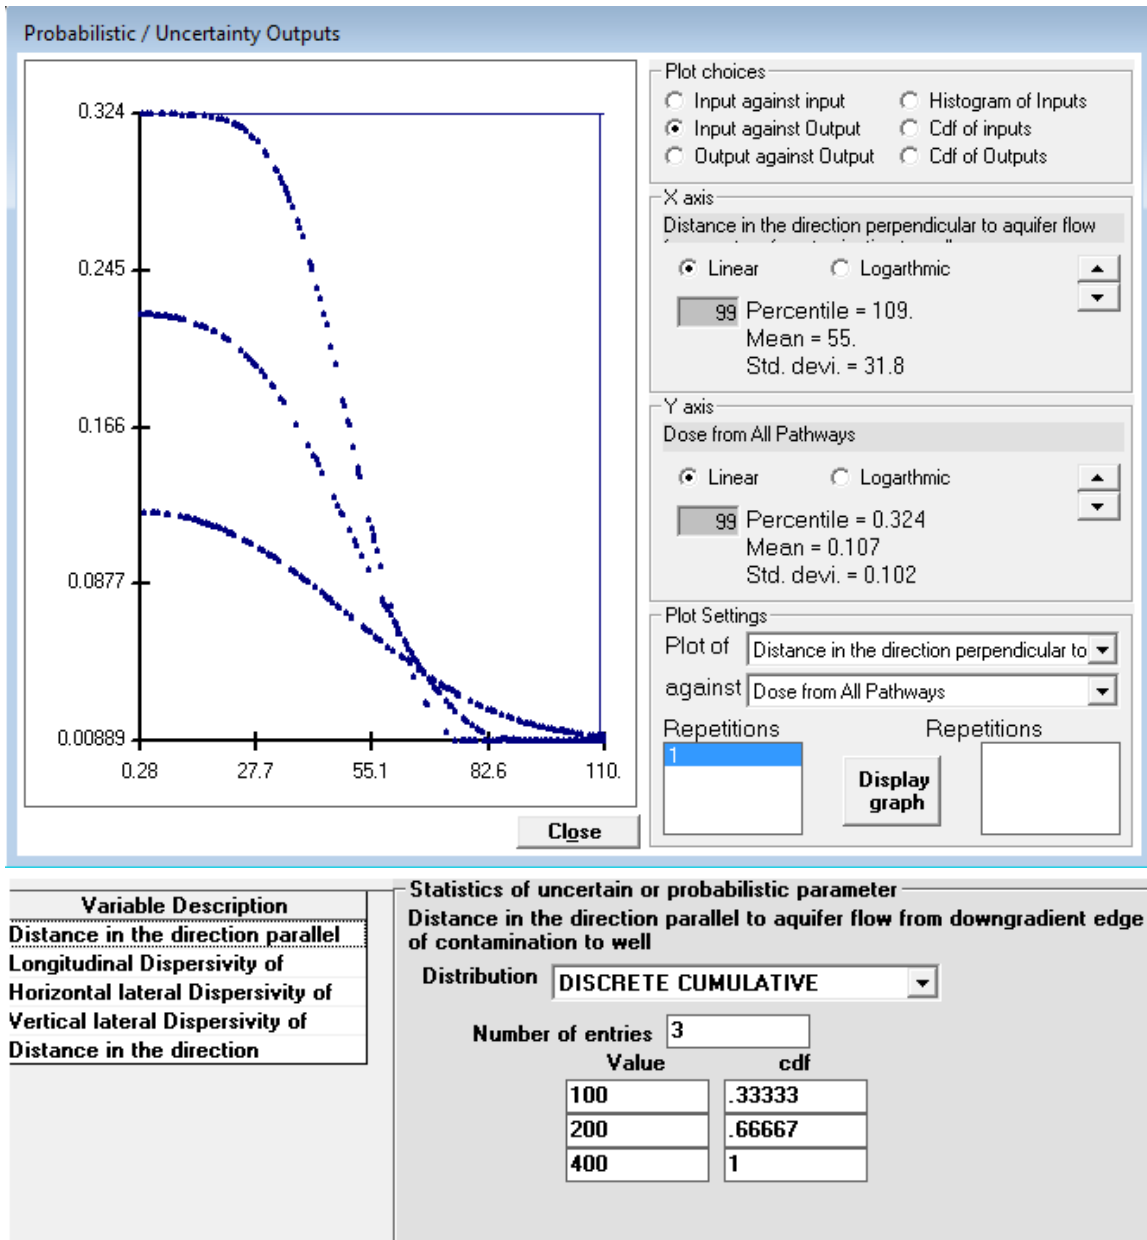 Probabilistic / Uncertainty Outputs
0.324
0.245
0.166
0.0877
0.00889
0.28 27.7 55.1 82.6 110.
Close
Plot choices
Input against input Histogram of Inputs
Input against Output Cdf of inputs
Output against Output Cdf of Outputs
X axis
Distance in the direction perpendicular to aquifer flow
Linear Logarithmic
99 Percentile = 109.
Mean = 55.
Std. devi. = 31.8
Y axis
Dose from All Pathways
Linear Logarithmic
99 Percentile = 0.324
Mean = 0.107
Std. devi. = 0.102
Plot Settings
Plot of Distance in the direction perpendicular to
against Dose from All Pathways
Repetitions Repetitions
1
Display
graph
Variable Description
Distance in the direction parallel
Longitudinal Dispersivity of
Horizontal lateral Dispersivity of
Vertical lateral Dispersivity of
Distance in the direction
Statistics of uncertain or probabilistic parameter
Distance in the direction parallel to aquifer flow from downgradient edge
of contamination to well
Distribution DISCRETE CUMULATIVE
Number of entries 3
Value cdf
100 .33333
200 .66667
400 1